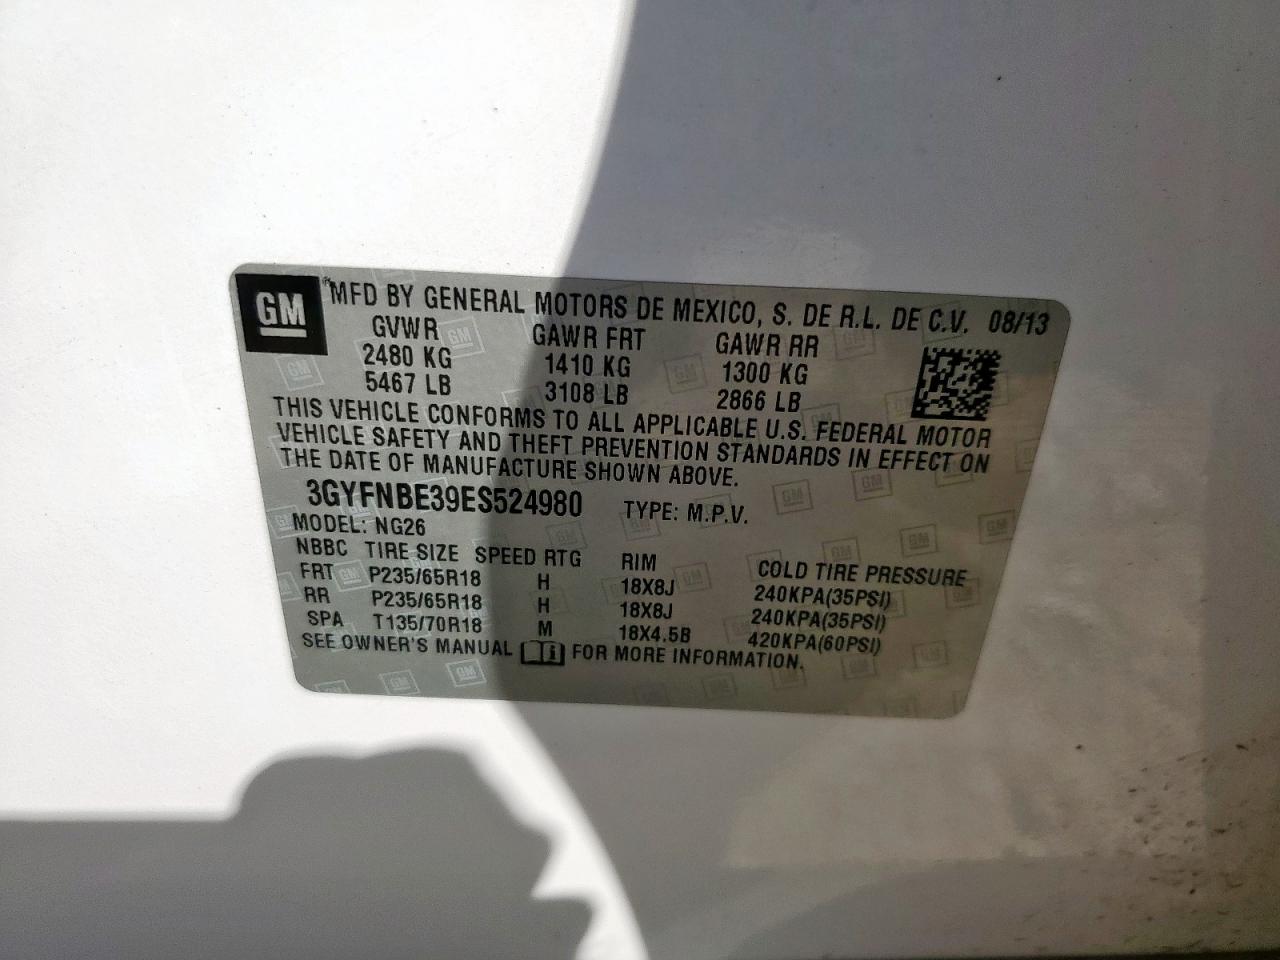 GM
MFD BY GENERAL MOTORS DE MEXICO, S. DE R.L. DE C.V. 08/13
GVWR GAWR FRT GAWR RR
2480 KG 1410 KG 1300 KG
5467 LB 3108 LB 2866 LB
THIS VEHICLE CONFORMS TO ALL APPLICABLE U.S. FEDERAL MOTOR
VEHICLE SAFETY AND THEFT PREVENTION STANDARDS IN EFFECT ON
THE DATE OF MANUFACTURE SHOWN ABOVE.
3GYFNBE39ES524980 TYPE: M.P.V.
MODEL: NG26
NBBC TIRE SIZE SPEED RTG RIM COLD TIRE PRESSURE
FRT P235/65R18 H 18X8J 240KPA(35PSI)
RR P235/65R18 H 18X8J 240KPA(35PSI)
SPA T135/70R18 M 18X4.5B 420KPA(60PSI)
SEE OWNER'S MANUAL i FOR MORE INFORMATION.